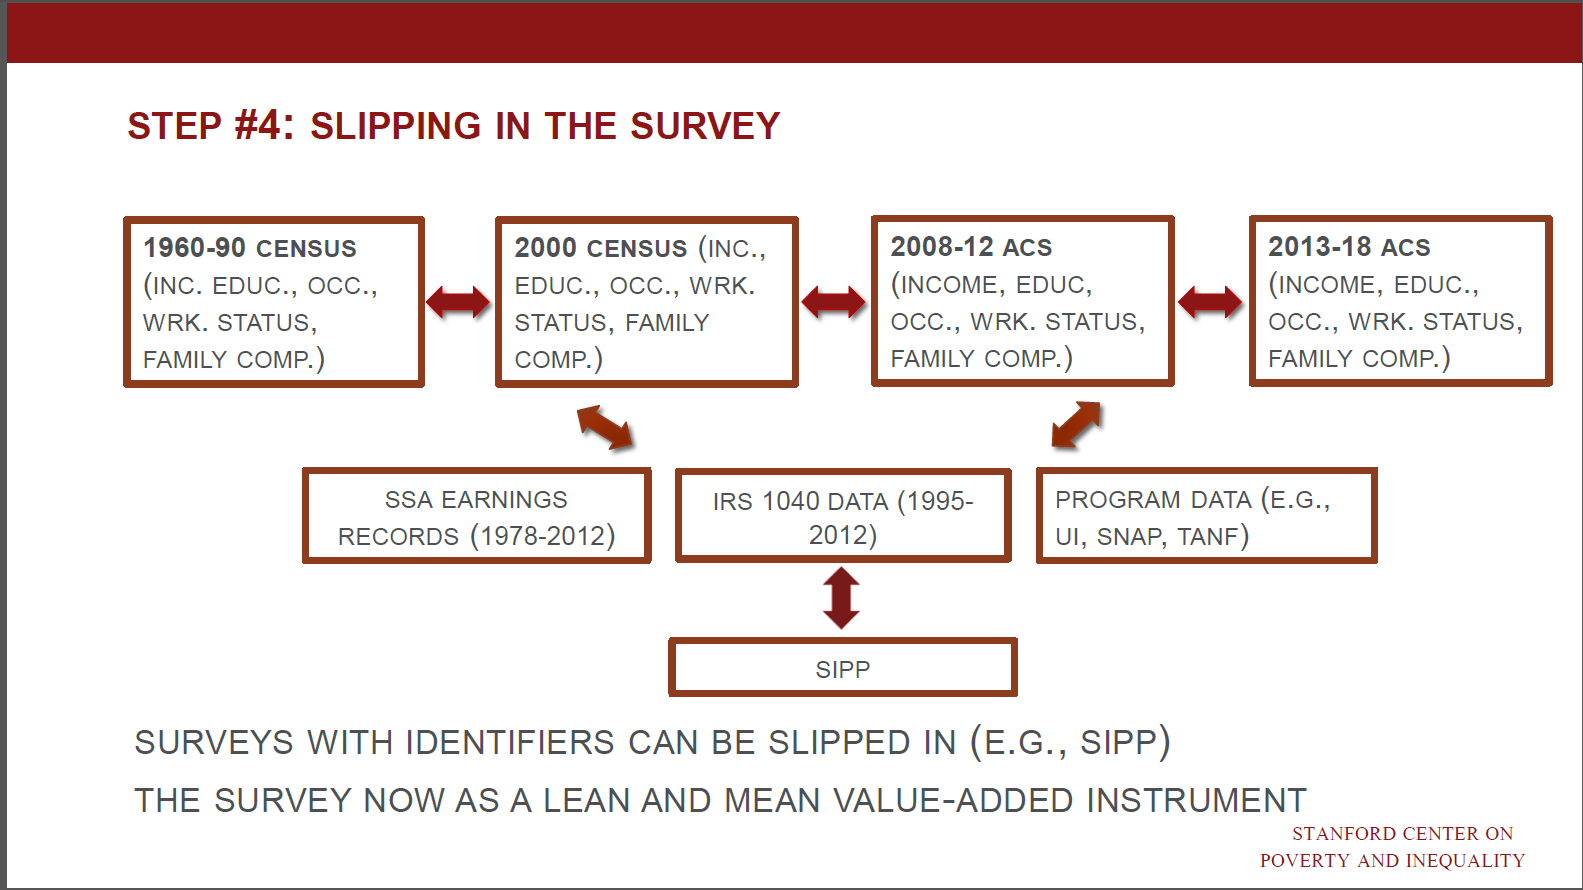 STEP #4: SLIPPING IN THE SURVEY
1960-90 CENSUS
(INC. EDUC., OCC.,
WRK. STATUS,
FAMILY COMP.)
2000 CENSUS (INC.,
EDUC., OCC., WRK.
STATUS, FAMILY
COMP.)
2008-12 ACS
(INCOME, EDUC,
OCC., WRK. STATUS,
FAMILY COMP.)
2013-18 ACS
(INCOME, EDUC.,
OCC., WRK. STATUS,
FAMILY COMP.)
SSA EARNINGS
RECORDS (1978-2012)
IRS 1040 DATA (1995-
2012)
PROGRAM DATA (E.G.,
UI, SNAP, TANF)
SIPP
SURVEYS WITH IDENTIFIERS CAN BE SLIPPED IN (E.G., SIPP)
THE SURVEY NOW AS A LEAN AND MEAN VALUE-ADDED INSTRUMENT
STANFORD CENTER ON
POVERTY AND INEQUALITY